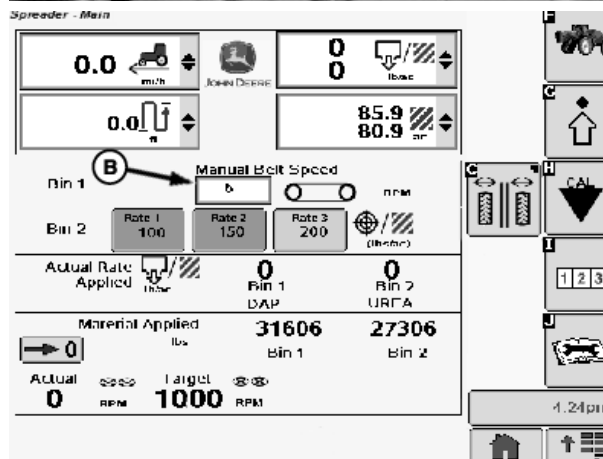 Spreader - Main
0.0
mi/h
JOHN DEERE
0
0
lb/ac
0.0
ft
85.9
80.9
ac
F
G
B
Manual Belt Speed
Bin 1
RPM
G
H
CAL
Bin 2
Rate 1
100
Rate 2
150
Rate 3
200
(lbs/ac)
I
1 2 3
Actual Rate
Applied
lb/ac
0
0
Bin 1
Bin 2
DAP
UREA
J
Material Applied
lbs
31606
27306
0
Bin 1
Bin 2
Actual
Target
0
RPM
1000
RPM
4:24pm